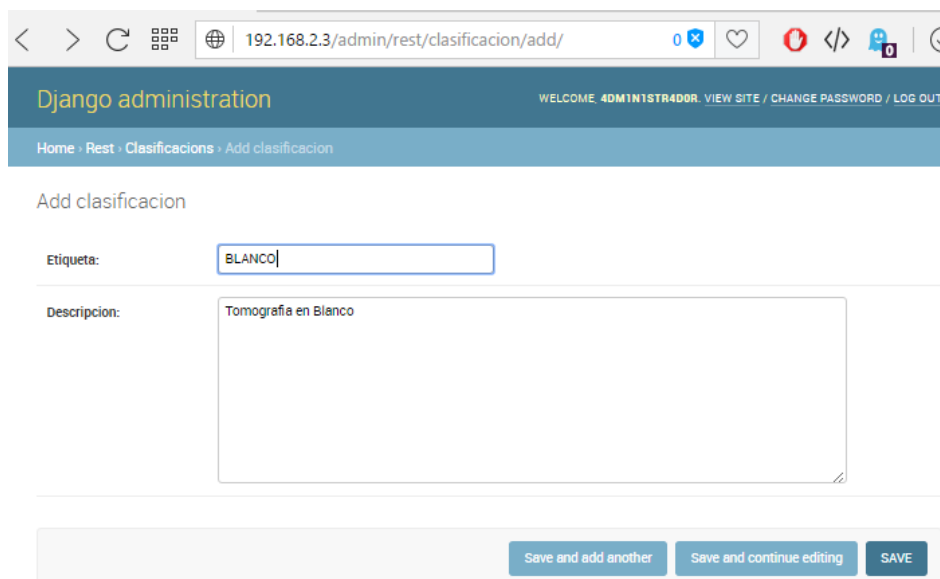 192.168.2.3/admin/rest/clasificacion/add/ 0
0
Django administration
WELCOME, 4DM1N1STR4D0R. VIEW SITE / CHANGE PASSWORD / LOG OUT
Home › Rest › Clasificacions › Add clasificacion
Add clasificacion
Etiqueta: BLANCO
Descripcion: Tomografia en Blanco
Save and add another Save and continue editing SAVE